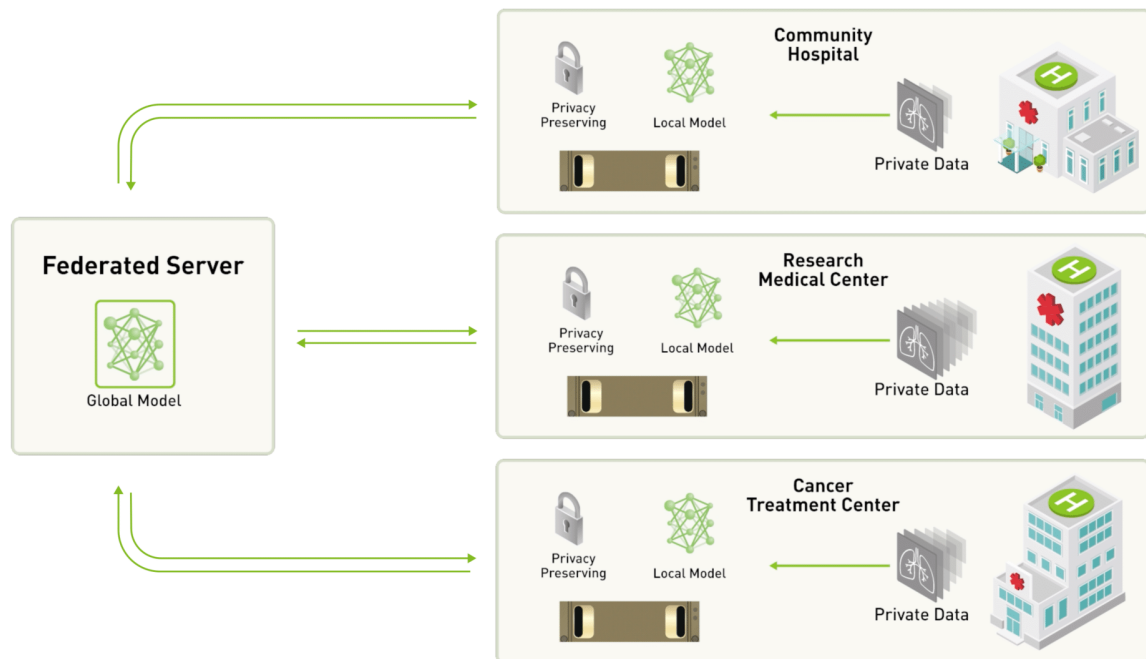 Community
Hospital
Privacy
Preserving
Local Model
Private Data
H
Federated Server
Global Model
Research
Medical Center
Privacy
Preserving
Local Model
Private Data
H
Cancer
Treatment Center
Privacy
Preserving
Local Model
Private Data
H